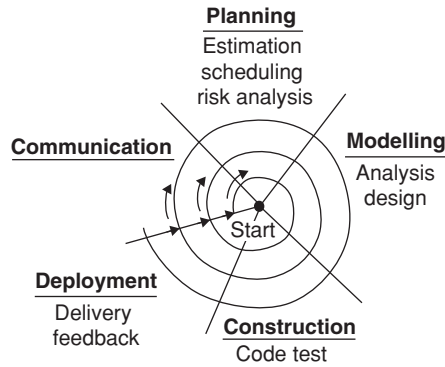 Planning
Estimation
scheduling
risk analysis
Communication
Modelling
Analysis
design
Start
Deployment
Delivery
feedback
Construction
Code test